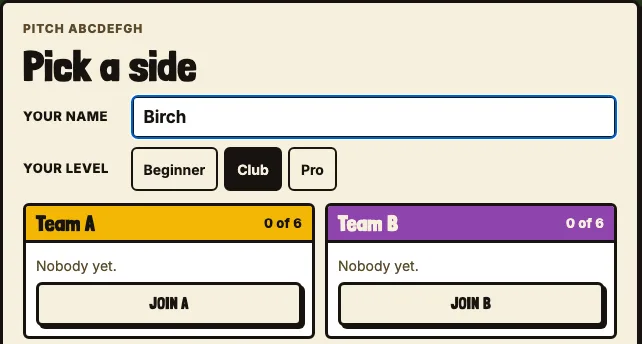 PITCH ABCDEFGH
Pick a side
YOUR NAME Birch
YOUR LEVEL Beginner Club Pro
Team A 0 of 6 Team B 0 of 6
Nobody yet. Nobody yet.
JOIN A JOIN B